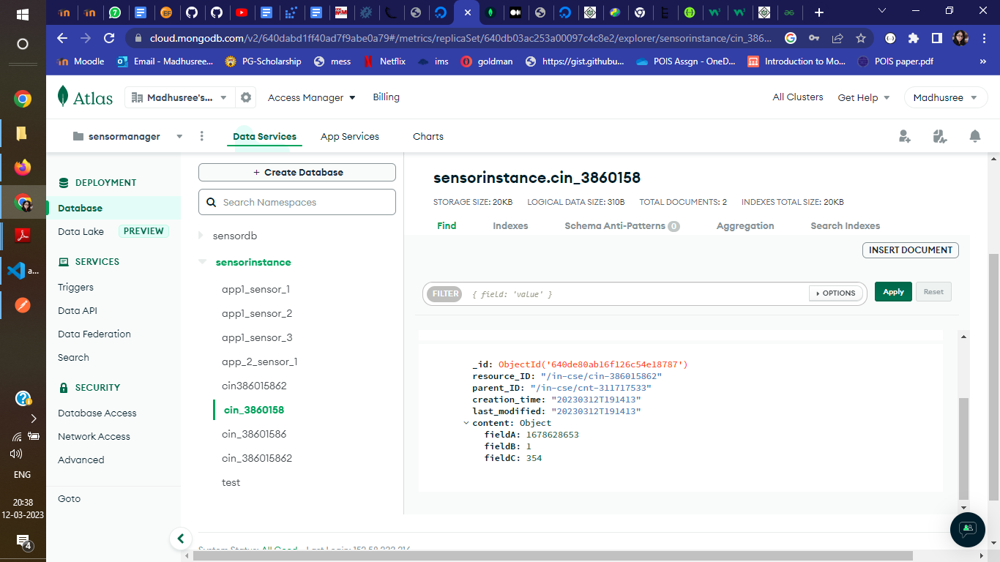 cloud.mongodb.com/v2/640dabd1ff40ad7f9abe0a79#/metrics/replicaSet/640db03ac253a00097c4c8e2/explorer/sensorinstance/cin_386...
Moodle Email - Madhusree... PG-Scholarship mess Netflix ims goldman https://gist.githubu... POIS Assgn - OneD... Introduction to Mo... POIS paper.pdf »
Atlas Madhusree's... Access Manager Billing All Clusters Get Help Madhusree
sensormanager Data Services App Services Charts
DEPLOYMENT
Database
Data Lake PREVIEW
SERVICES
Triggers
Data API
Data Federation
Search
SECURITY
Database Access
Network Access
Advanced
Goto
+ Create Database
Search Namespaces
sensordb
sensorinstance
app1_sensor_1
app1_sensor_2
app1_sensor_3
app_2_sensor_1
cin386015862
cin_3860158
cin_38601586
cin_386015862
test
sensorinstance.cin_3860158
STORAGE SIZE: 20KB LOGICAL DATA SIZE: 310B TOTAL DOCUMENTS: 2 INDEXES TOTAL SIZE: 20KB
Find Indexes Schema Anti-Patterns 0 Aggregation Search Indexes
INSERT DOCUMENT
FILTER { field: 'value' } OPTIONS Apply Reset
_id: ObjectId('640de80ab16f126c54e18787')
resource_ID: "/in-cse/cin-386015862"
parent_ID: "/in-cse/cnt-311717533"
creation_time: "20230312T191413"
last_modified: "20230312T191413"
content: Object
fieldA: 1678628653
fieldB: 1
fieldC: 354
System Status: All Good Last Login: 152.58.232.216
a...
ENG
20:38
12-03-2023
4